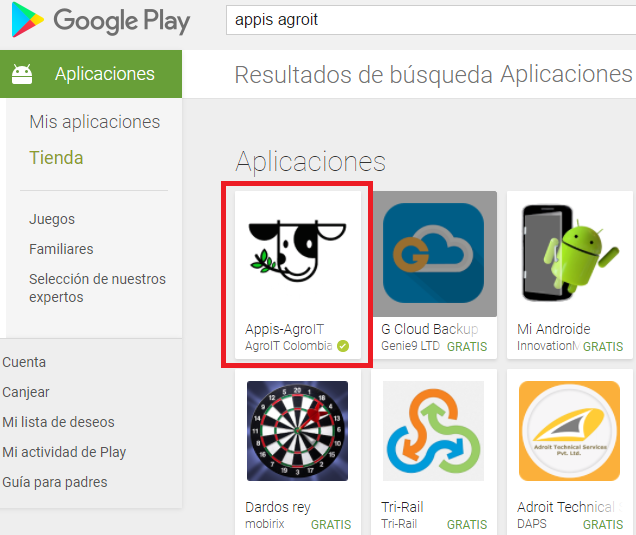 Google Play
appis agroit
Aplicaciones
Resultados de búsqueda Aplicaciones
Mis aplicaciones
Tienda
Juegos
Familiares
Selección de nuestros
expertos
Cuenta
Canjear
Mi lista de deseos
Mi actividad de Play
Guía para padres
Aplicaciones
Appis-AgroIT
AgroIT Colombia
G Cloud Backup
Genie9 LTD GRATIS
Mi Androide
InnovationM GRATIS
Dardos rey
mobirix GRATIS
Tri-Rail
Tri-Rail GRATIS
Adroit Technical Services
Pvt. Ltd.
Adroit Technical
DAPS GRATIS